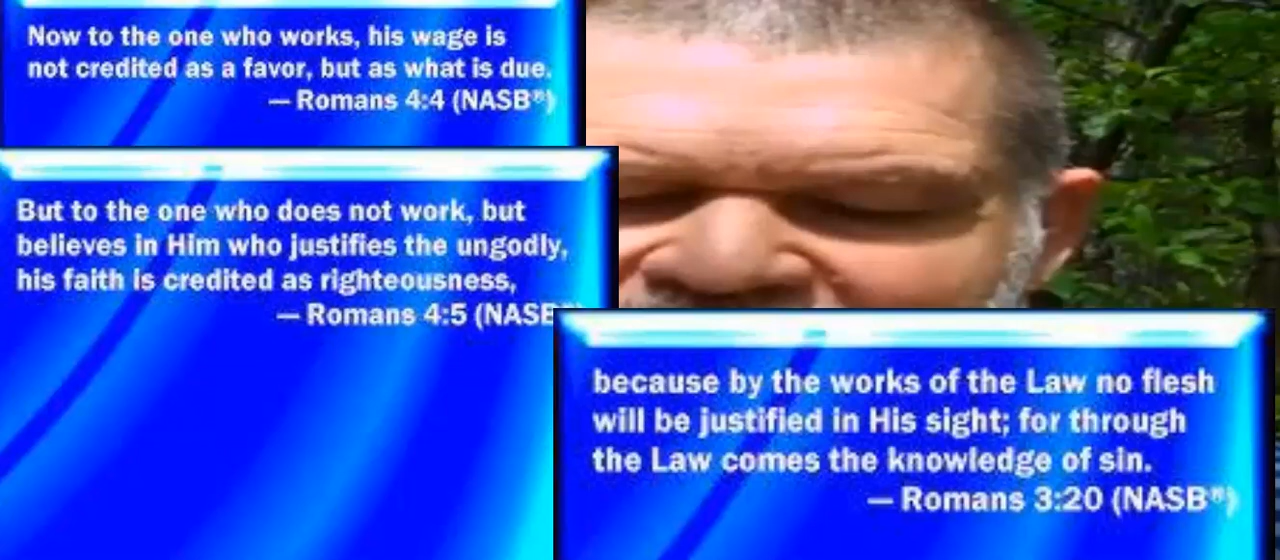 Now to the one who works, his wage is
not credited as a favor, but as what is due.
— Romans 4:4 (NASB®)
But to the one who does not work, but
believes in Him who justifies the ungodly,
his faith is credited as righteousness,
— Romans 4:5 (NASB
because by the works of the Law no flesh
will be justified in His sight; for through
the Law comes the knowledge of sin.
— Romans 3:20 (NASB®)